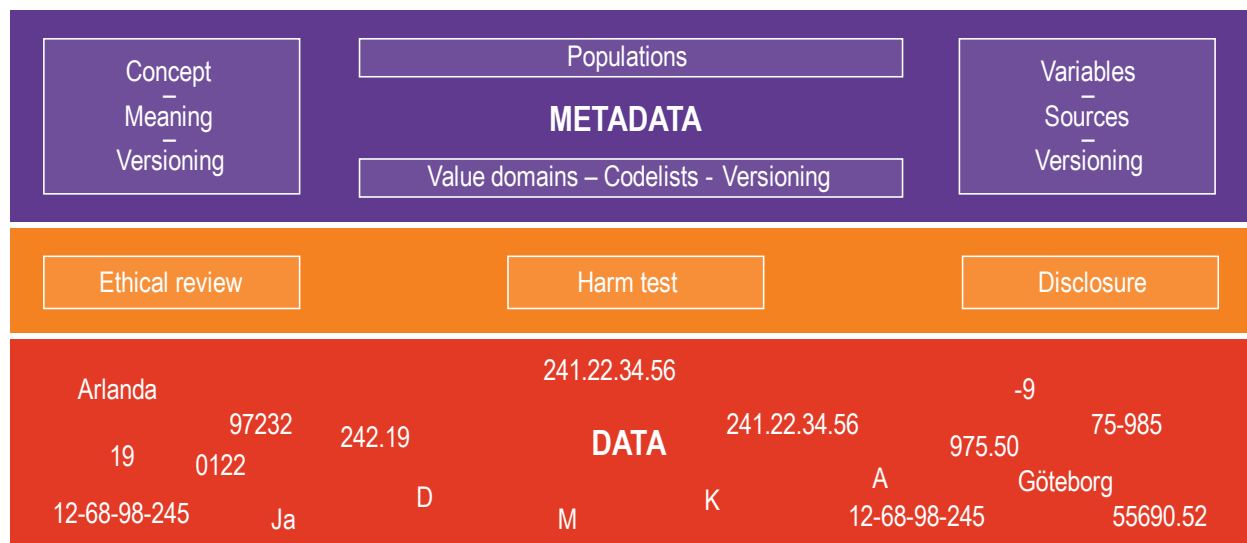 Concept
–
Meaning
–
Versioning
Populations
METADATA
Value domains – Codelists - Versioning
Variables
–
Sources
–
Versioning
Ethical review
Harm test
Disclosure
241.22.34.56
Arlanda
-9
97232
242.19
DATA
241.22.34.56
75-985
975.50
19
0122
A
Göteborg
12-68-98-245
Ja
D
M
K
12-68-98-245
55690.52